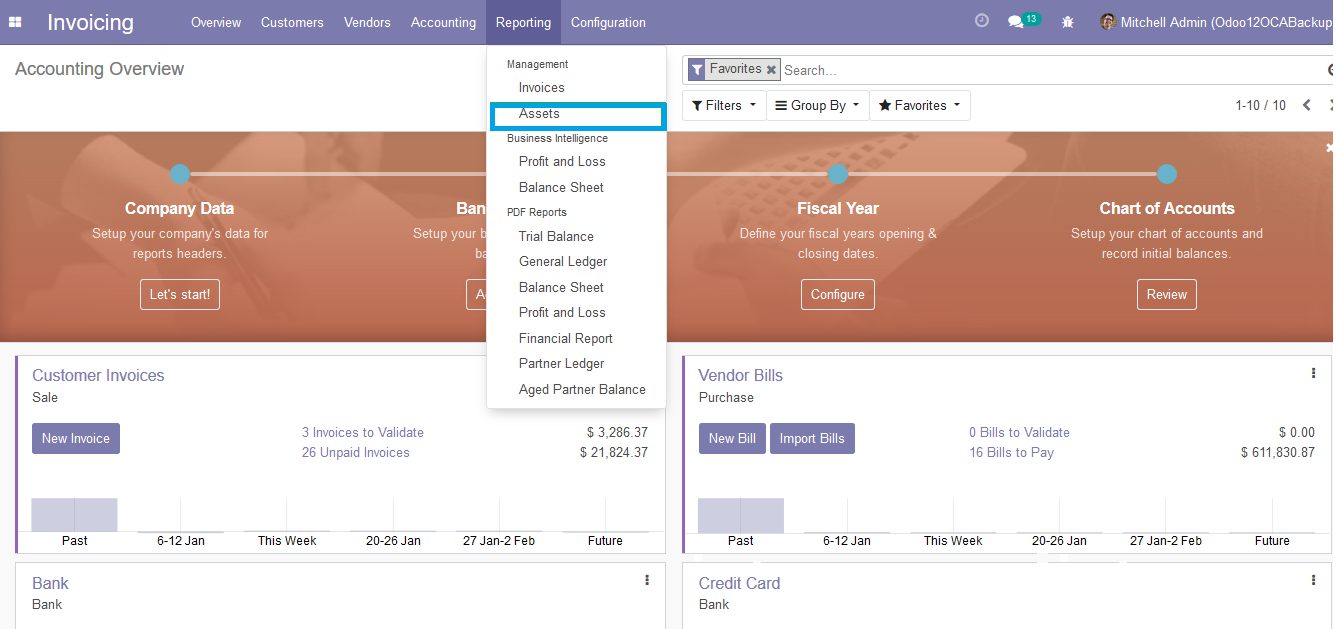 Invoicing
Overview Customers Vendors Accounting Reporting Configuration
13
Mitchell Admin (Odoo12OCABackup
Accounting Overview
Favorites Search...
Filters Group By Favorites
1-10 / 10
Management
Invoices
Assets
Business Intelligence
Profit and Loss
Balance Sheet
PDF Reports
Trial Balance
General Ledger
Balance Sheet
Profit and Loss
Financial Report
Partner Ledger
Aged Partner Balance
Company Data
Setup your company's data for
reports headers.
Let's start!
Ban
Setup your b
ba
A
Fiscal Year
Define your fiscal years opening &
closing dates.
Configure
Chart of Accounts
Setup your chart of accounts and
record initial balances.
Review
Customer Invoices
Sale
New Invoice
3 Invoices to Validate $ 3,286.37
26 Unpaid Invoices $ 21,824.37
Past 6-12 Jan This Week 20-26 Jan 27 Jan-2 Feb Future
Vendor Bills
Purchase
New Bill Import Bills
0 Bills to Validate $ 0.00
16 Bills to Pay $ 611,830.87
Past 6-12 Jan This Week 20-26 Jan 27 Jan-2 Feb Future
Bank
Bank
Credit Card
Bank